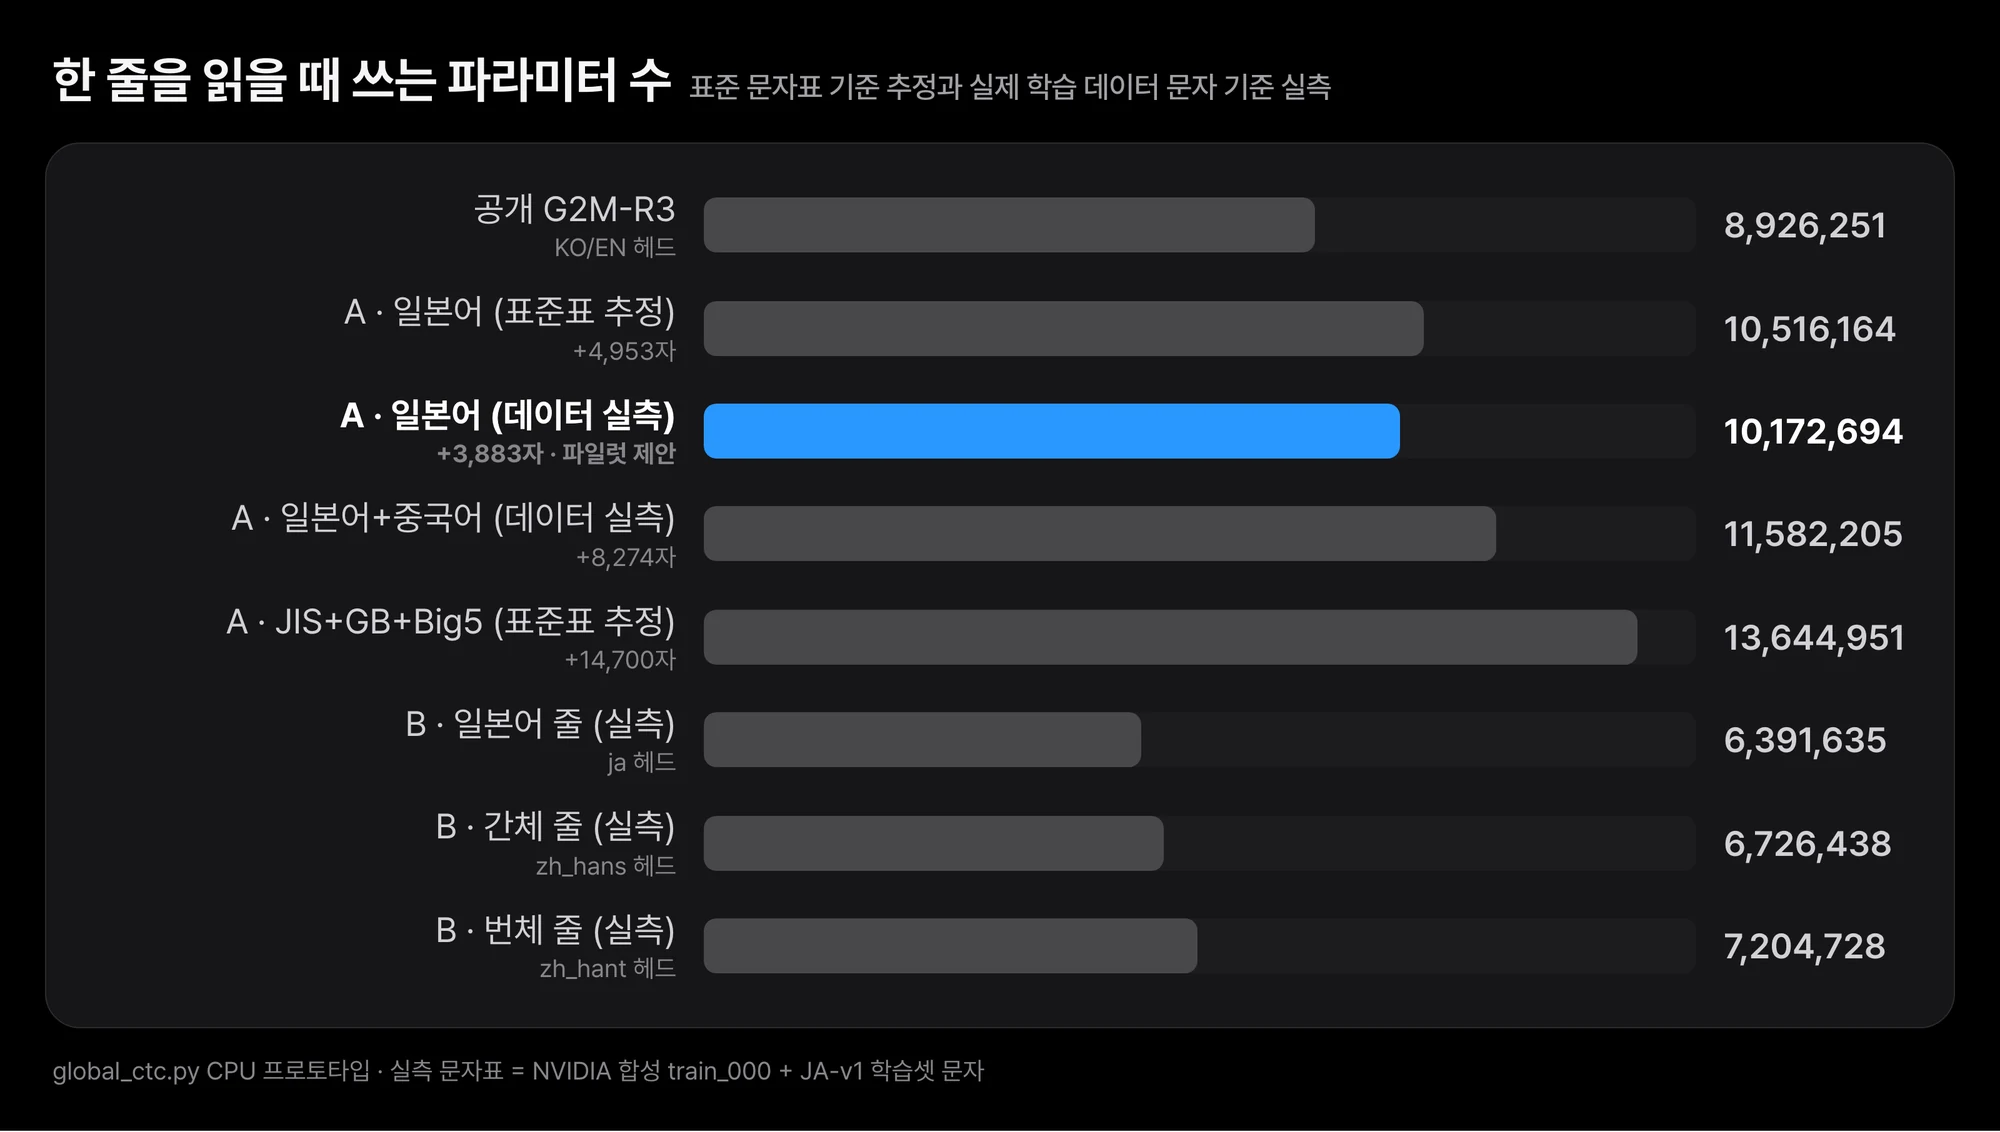 한 줄을 읽을 때 쓰는 파라미터 수 표준 문자표 기준 추정과 실제 학습 데이터 문자 기준 실측
공개 G2M-R3
KO/EN 헤드
8,926,251
A · 일본어 (표준표 추정)
+4,953자
10,516,164
A · 일본어 (데이터 실측)
+3,883자 · 파일럿 제안
10,172,694
A · 일본어+중국어 (데이터 실측)
+8,274자
11,582,205
A · JIS+GB+Big5 (표준표 추정)
+14,700자
13,644,951
B · 일본어 줄 (실측)
ja 헤드
6,391,635
B · 간체 줄 (실측)
zh_hans 헤드
6,726,438
B · 번체 줄 (실측)
zh_hant 헤드
7,204,728
global_ctc.py CPU 프로토타입 · 실측 문자표 = NVIDIA 합성 train_000 + JA-v1 학습셋 문자